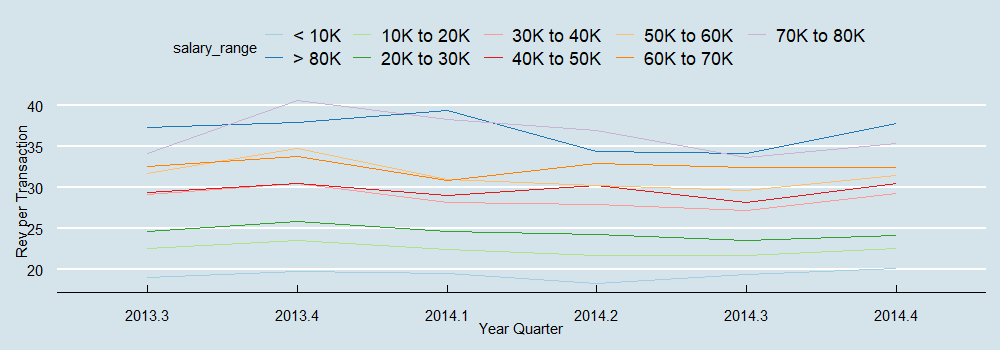 salary_range
< 10K 10K to 20K 30K to 40K 50K to 60K 70K to 80K
> 80K 20K to 30K 40K to 50K 60K to 70K
Rev per Transaction
40
35
30
25
20
2013.3 2013.4 2014.1 2014.2 2014.3 2014.4
Year Quarter